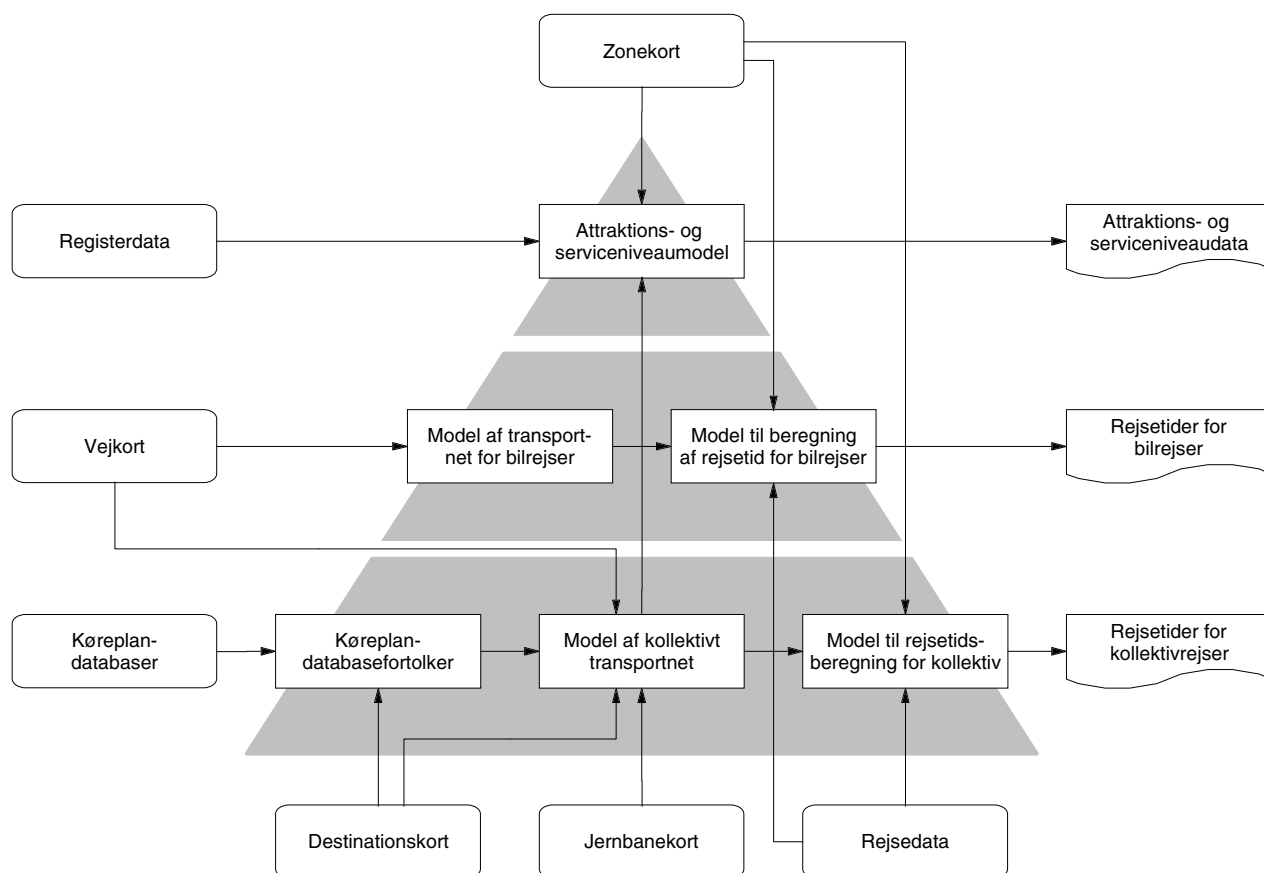 Zonekort
Registerdata
Attraktions- og
serviceniveaumodel
Attraktions- og
serviceniveaudata
Vejkort
Model af transport-
net for bilrejser
Model til beregning
af rejsetid for bilrejser
Rejsetider for
bilrejser
Køreplan-
databaser
Køreplan-
databasefortolker
Model af kollektivt
transportnet
Model til rejsetids-
beregning for kollektiv
Rejsetider for
kollektivrejser
Destinationskort
Jernbanekort
Rejsedata